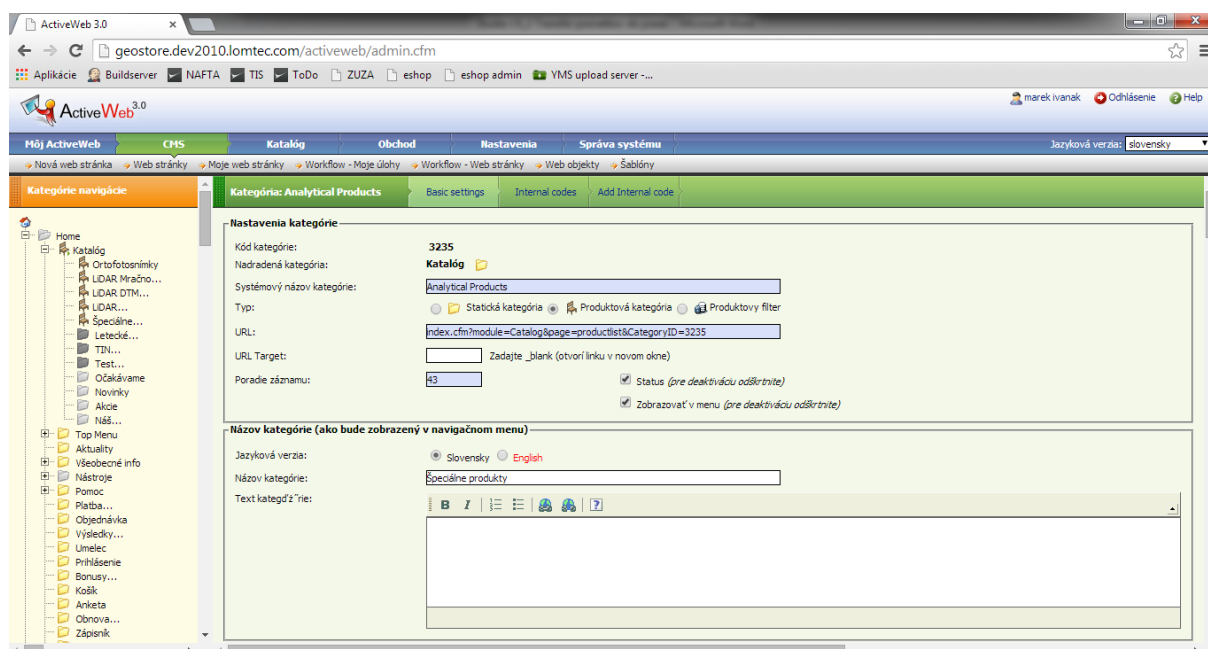 ActiveWeb 3.0
geostore.dev2010.lomtec.com/activeweb/admin.cfm
Aplikácie Buildserver NAFTA TIS ToDo ZUZA eshop eshop admin YMS upload server -...
ActiveWeb3.0
marek ivanak Odhlásenie Help
Môj ActiveWeb CMS Katalóg Obchod Nastavenia Správa systému Jazyková verzia: slovensky
Nová web stránka Web stránky Moje web stránky Workflow - Moje úlohy Workflow - Web stránky Web objekty Šablóny
Kategórie navigácie
Home
Katalóg
Ortofotosnímky
LiDAR Mračno...
LiDAR DTM...
LiDAR...
Špeciálne...
Letecké...
TIN...
Test...
Očakávame
Novinky
Akcie
Náš...
Top Menu
Aktuality
Všeobecné info
Nástroje
Pomoc
Platba...
Objednávka
Výsledky...
Umelec
Prihlásenie
Bonusy...
Košík
Anketa
Obnova...
Zápisník
Kategória: Analytical Products Basic settings Internal codes Add Internal code
Nastavenia kategórie
Kód kategórie: 3235
Nadradená kategória: Katalóg
Systémový názov kategórie: Analytical Products
Typ: Statická kategória Produktová kategória Produktovy filter
URL: index.cfm?module=Catalog&page=productlist&CategoryID=3235
URL Target: Zadajte _blank (otvorí linku v novom okne)
Poradie záznamu: 43 Status (pre deaktiváciu odškrtnite)
Zobrazovať v menu (pre deaktiváciu odškrtnite)
Názov kategórie (ako bude zobrazený v navigačnom menu)
Jazyková verzia: Slovensky English
Názov kategórie: Špeciálne produkty
Text kategďż˝rie:
B I